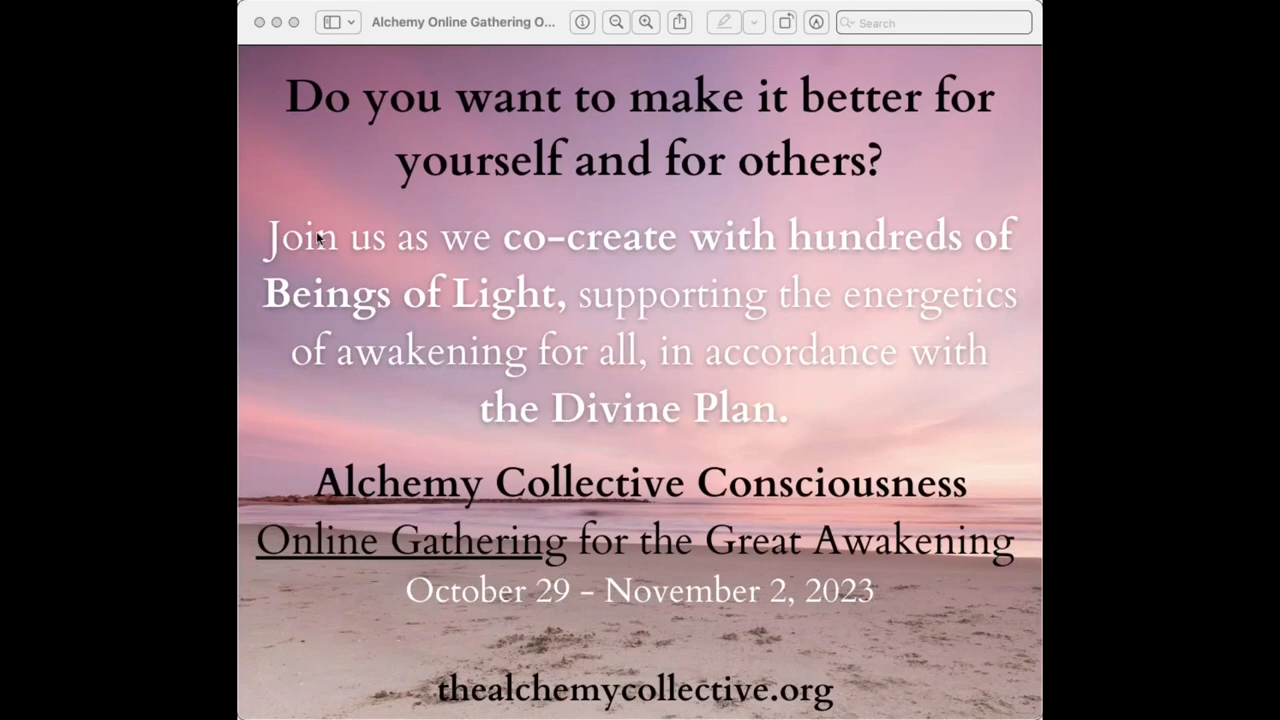 Alchemy Online Gathering O...
Search
Do you want to make it better for
yourself and for others?
Join us as we co-create with hundreds of
Beings of Light, supporting the energetics
of awakening for all, in accordance with
the Divine Plan.
Alchemy Collective Consciousness
Online Gathering for the Great Awakening
October 29 - November 2, 2023
thealchemycollective.org